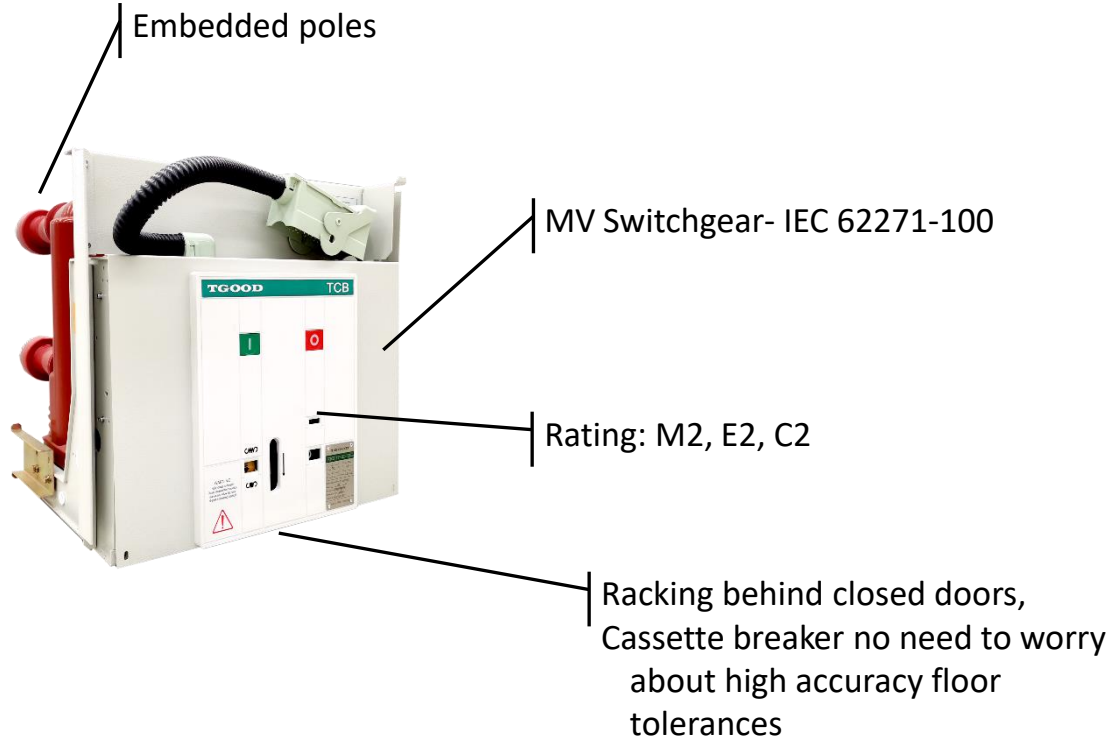 Embedded poles
MV Switchgear- IEC 62271-100
TGOOD
TCB
I
O
Rating: M2, E2, C2
Racking behind closed doors,
Cassette breaker no need to worry
about high accuracy floor
tolerances